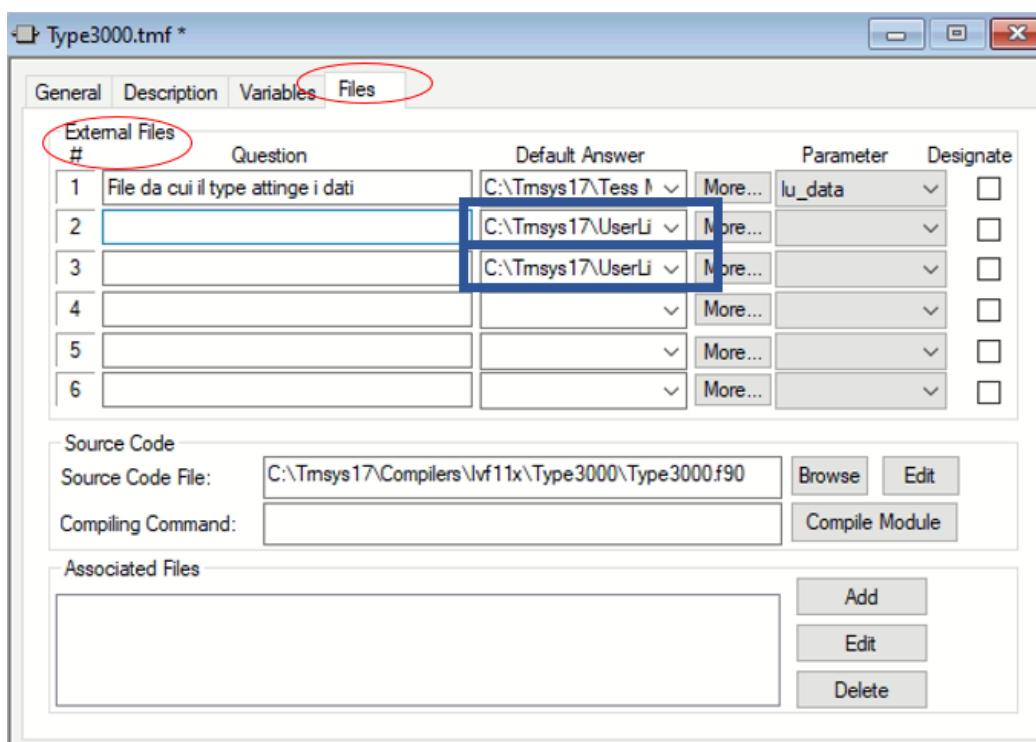 Type3000.tmf *
General Description Variables Files
External Files
# Question Default Answer Parameter Designate
1 File da cui il type attinge i dati C:\Trnsys17\Tess M More... lu_data
2 C:\Trnsys17\UserLi More...
3 C:\Trnsys17\UserLi More...
4 More...
5 More...
6 More...
Source Code
Source Code File: C:\Trnsys17\Compilers\Ivf11x\Type3000\Type3000.f90 Browse Edit
Compiling Command: Compile Module
Associated Files
Add
Edit
Delete